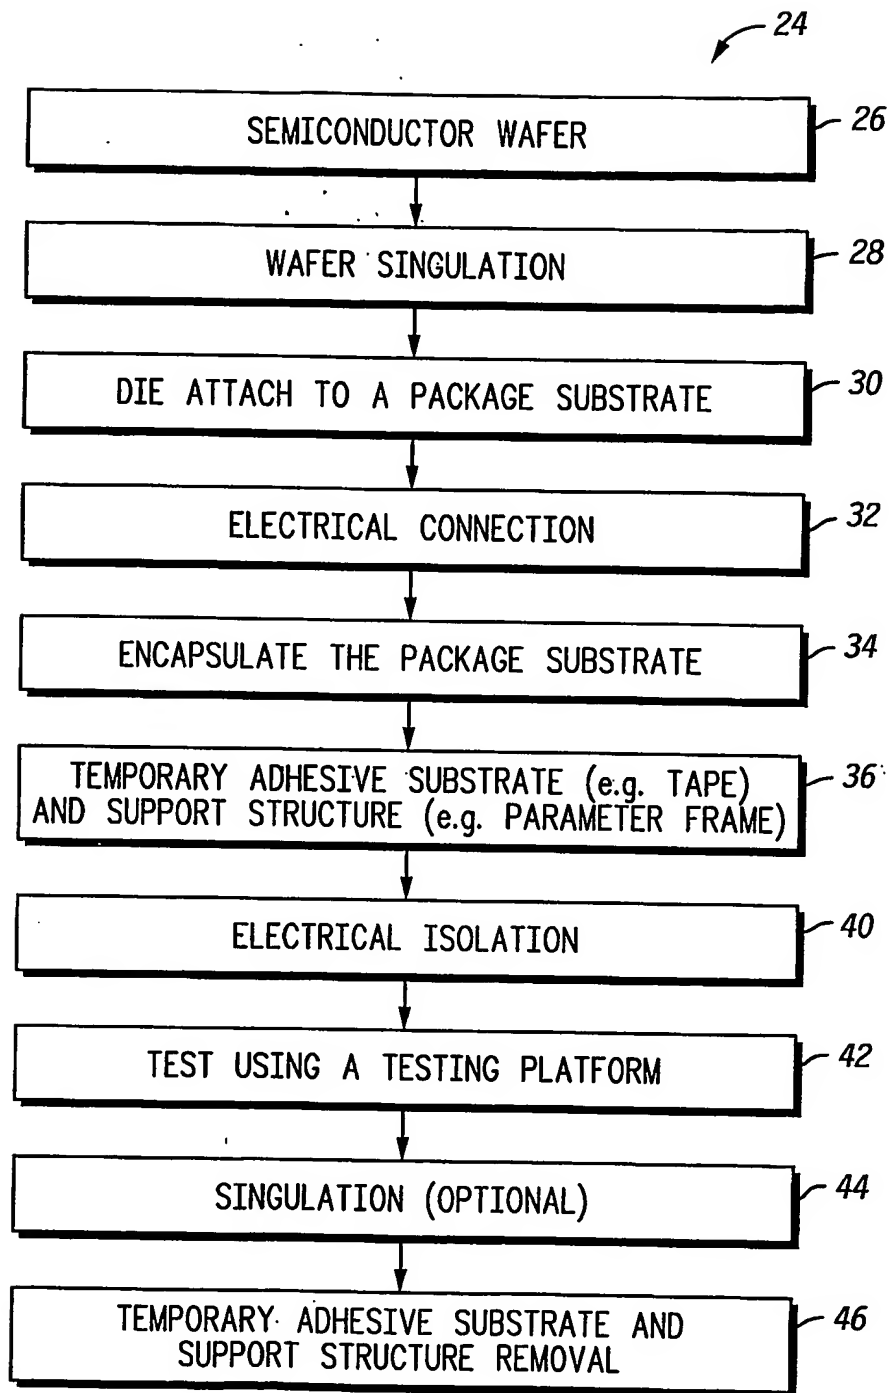 24
SEMICONDUCTOR WAFER
26
WAFER SINGULATION
28
DIE ATTACH TO A PACKAGE SUBSTRATE
30
ELECTRICAL CONNECTION
32
ENCAPSULATE THE PACKAGE SUBSTRATE
34
TEMPORARY ADHESIVE SUBSTRATE (e.g. TAPE)
AND SUPPORT STRUCTURE (e.g. PARAMETER FRAME)
36
ELECTRICAL ISOLATION
40
TEST USING A TESTING PLATFORM
42
SINGULATION (OPTIONAL)
44
TEMPORARY ADHESIVE SUBSTRATE AND
SUPPORT STRUCTURE REMOVAL
46